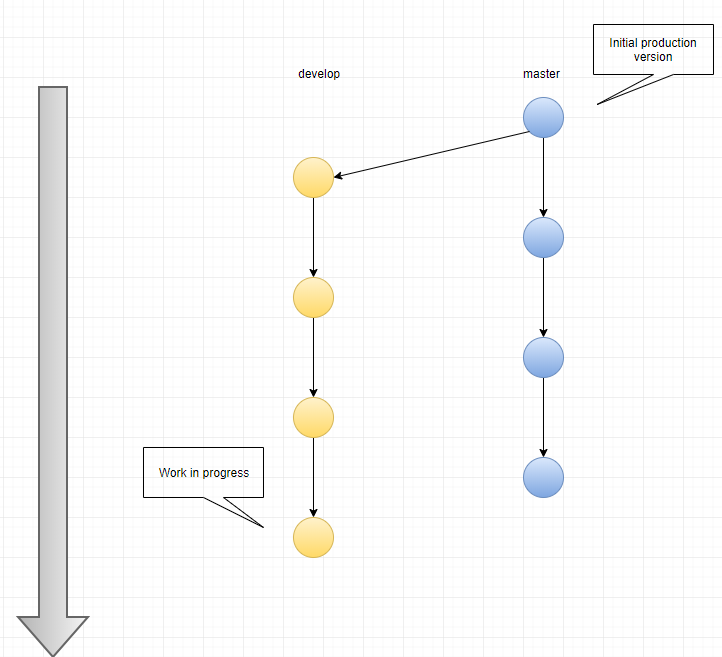 Initial production
version
develop
master
Work in progress